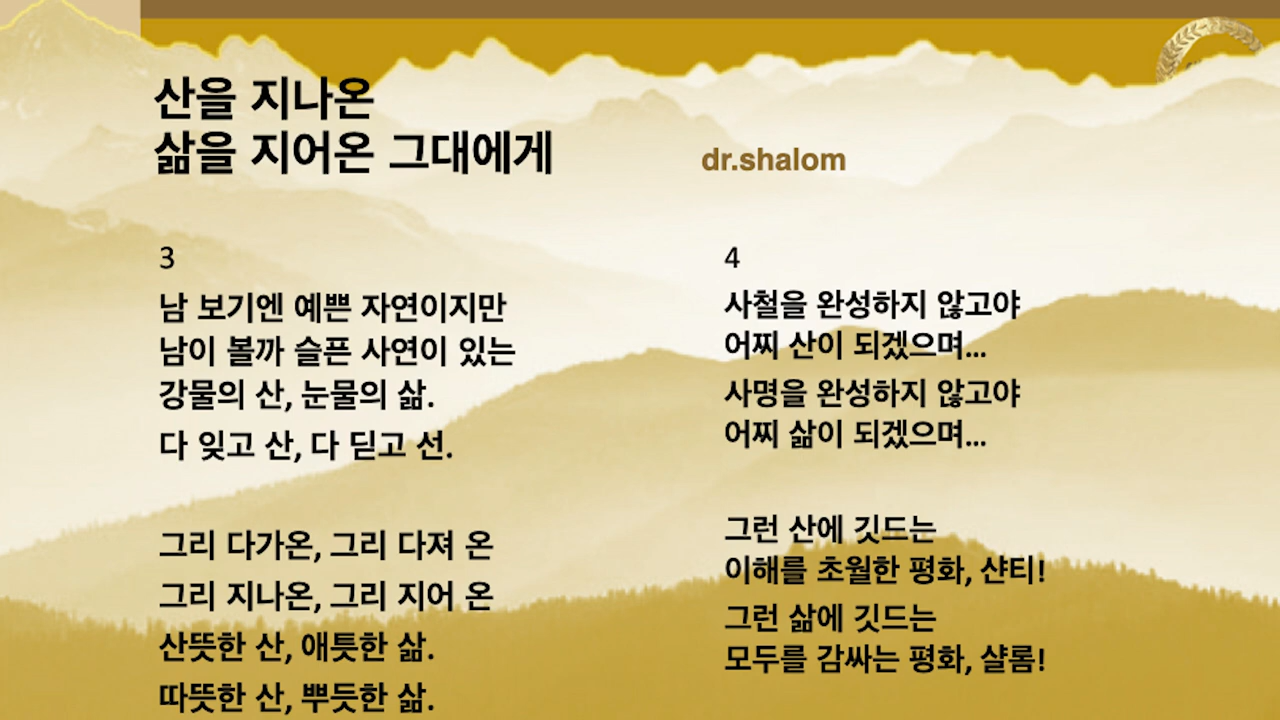 산을 지나온
삶을 지어온 그대에게
dr.shalom
3
남 보기엔 예쁜 자연이지만
남이 볼까 슬픈 사연이 있는
강물의 산, 눈물의 삶.
다 잊고 산, 다 딛고 선.
그리 다가온, 그리 다져 온
그리 지나온, 그리 지어 온
산뜻한 산, 애틋한 삶.
따뜻한 산, 뿌듯한 삶.
4
사철을 완성하지 않고야
어찌 산이 되겠으며...
사명을 완성하지 않고야
어찌 삶이 되겠으며...
그런 산에 깃드는
이해를 초월한 평화, 샨티!
그런 삶에 깃드는
모두를 감싸는 평화, 샬롬!